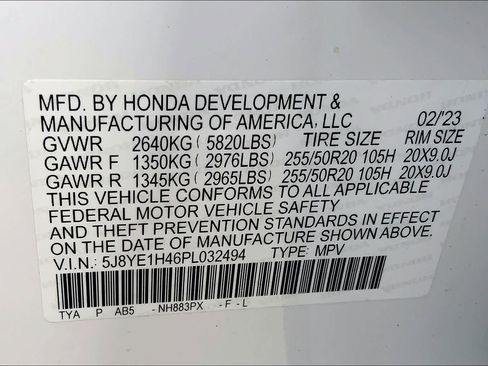 MFD. BY HONDA DEVELOPMENT &
MANUFACTURING OF AMERICA, LLC 02/'23
GVWR 2640KG (5820LBS) TIRE SIZE RIM SIZE
GAWR F 1350KG (2976LBS) 255/50R20 105H 20X9.0J
GAWR R 1345KG (2965LBS) 255/50R20 105H 20X9.0J
THIS VEHICLE CONFORMS TO ALL APPLICABLE
FEDERAL MOTOR VEHICLE SAFETY
AND THEFT PREVENTION STANDARDS IN EFFECT
ON THE DATE OF MANUFACTURE SHOWN ABOVE.
V.I.N.: 5J8YE1H46PL032494 TYPE: MPV
TYA P AB5 -NH883PX -F-L